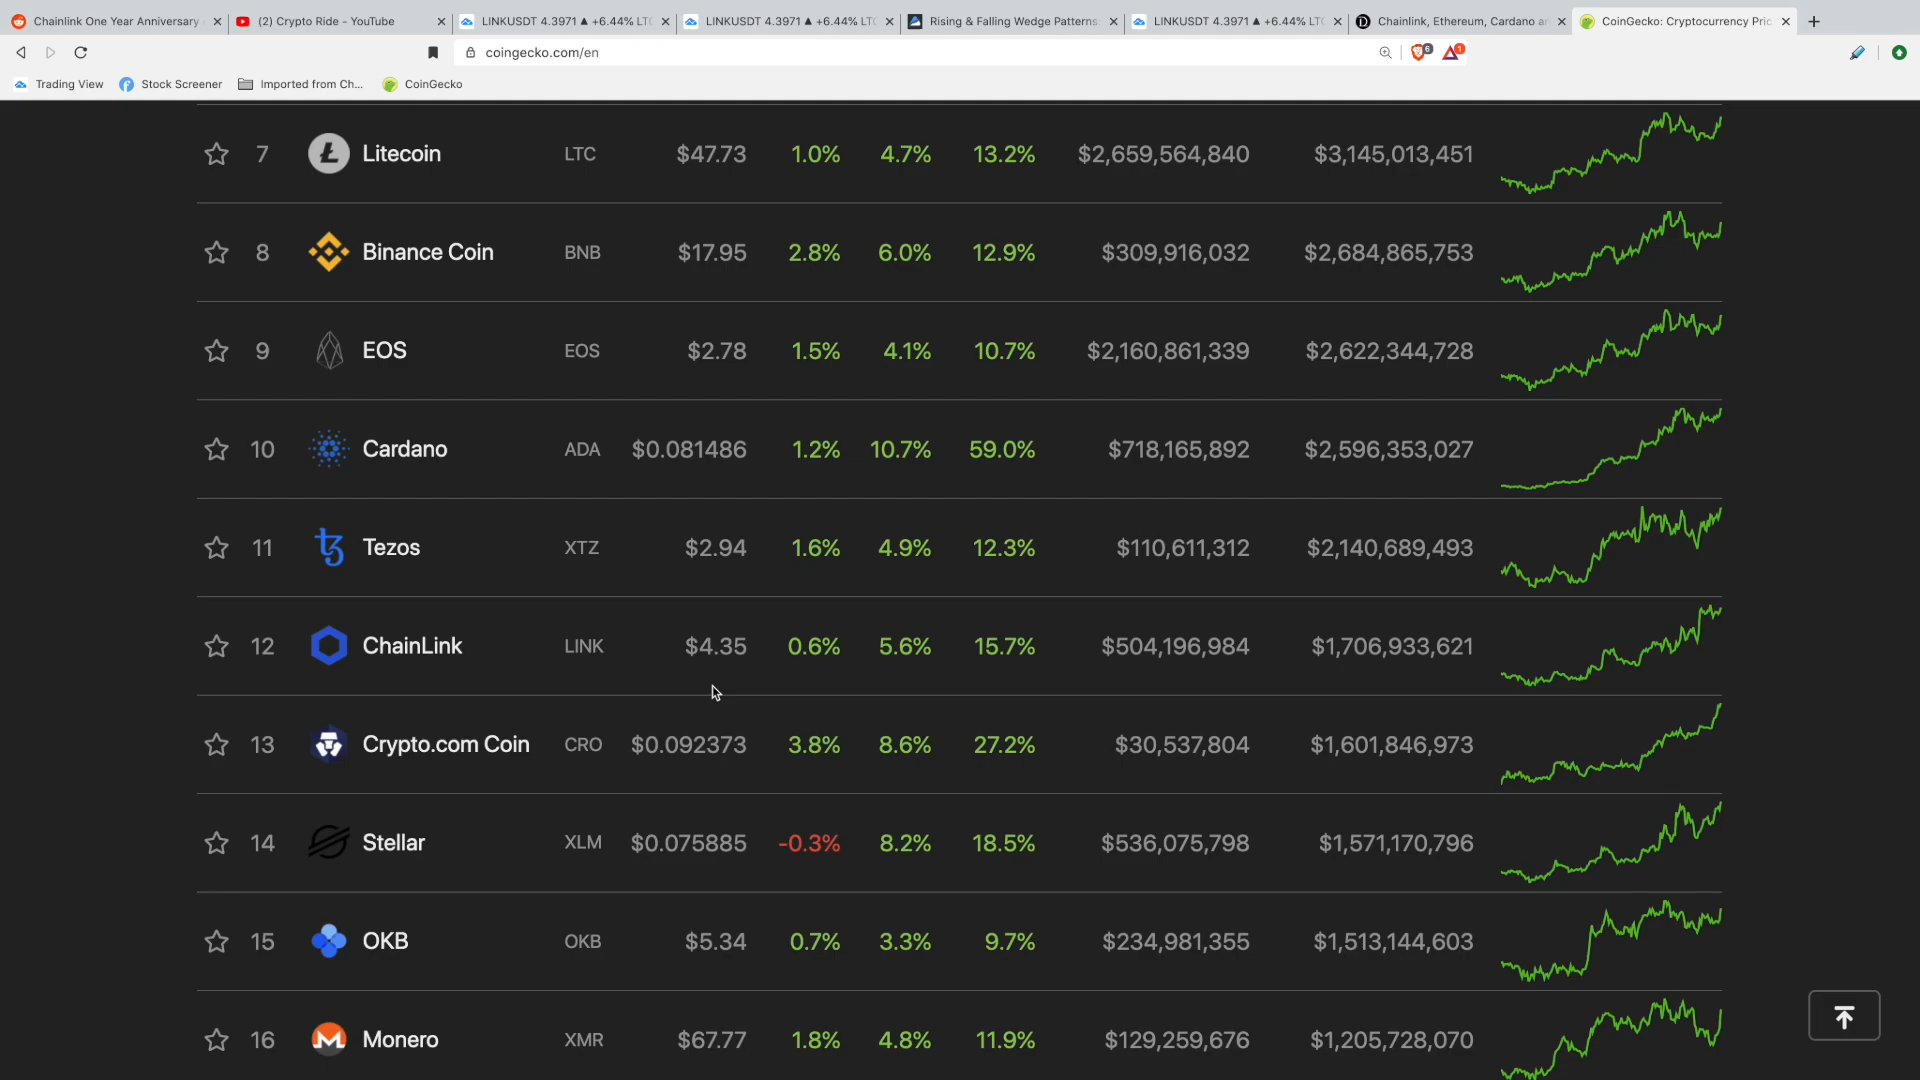 Chainlink One Year Anniversary
(2) Crypto Ride - YouTube
LINKUSDT 4.3971 ▲ +6.44% LTC
LINKUSDT 4.3971 ▲ +6.44% LTC
Rising & Falling Wedge Patterns:
LINKUSDT 4.3971 ▲ +6.44% LTC
Chainlink, Ethereum, Cardano an
CoinGecko: Cryptocurrency Pric
coingecko.com/en
6
1
Trading View
Stock Screener
Imported from Ch...
CoinGecko
7 Litecoin LTC $47.73 1.0% 4.7% 13.2% $2,659,564,840 $3,145,013,451
8 Binance Coin BNB $17.95 2.8% 6.0% 12.9% $309,916,032 $2,684,865,753
9 EOS EOS $2.78 1.5% 4.1% 10.7% $2,160,861,339 $2,622,344,728
10 Cardano ADA $0.081486 1.2% 10.7% 59.0% $718,165,892 $2,596,353,027
11 Tezos XTZ $2.94 1.6% 4.9% 12.3% $110,611,312 $2,140,689,493
12 ChainLink LINK $4.35 0.6% 5.6% 15.7% $504,196,984 $1,706,933,621
13 Crypto.com Coin CRO $0.092373 3.8% 8.6% 27.2% $30,537,804 $1,601,846,973
14 Stellar XLM $0.075885 -0.3% 8.2% 18.5% $536,075,798 $1,571,170,796
15 OKB OKB $5.34 0.7% 3.3% 9.7% $234,981,355 $1,513,144,603
16 Monero XMR $67.77 1.8% 4.8% 11.9% $129,259,676 $1,205,728,070